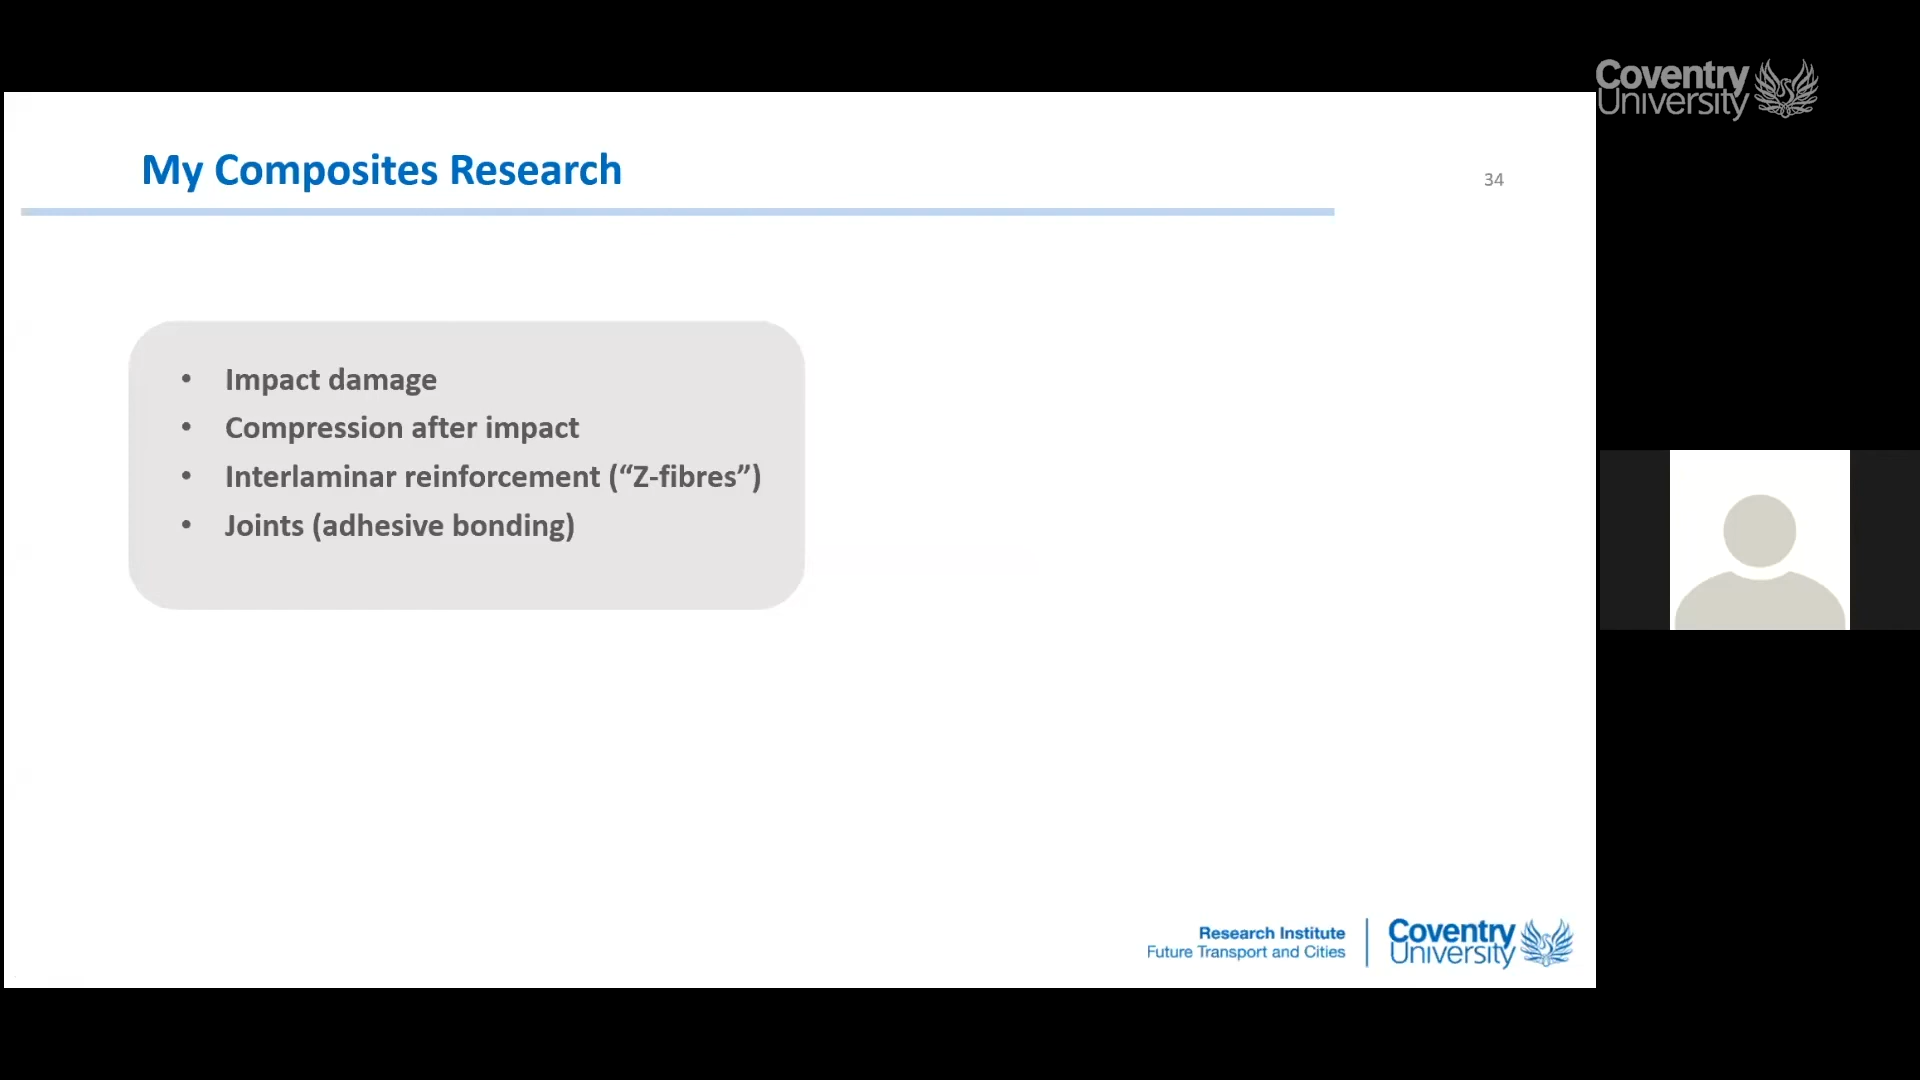 Coventry
University
My Composites Research
34
• Impact damage
• Compression after impact
• Interlaminar reinforcement (“Z-fibres”)
• Joints (adhesive bonding)
Research Institute
Future Transport and Cities
Coventry
University